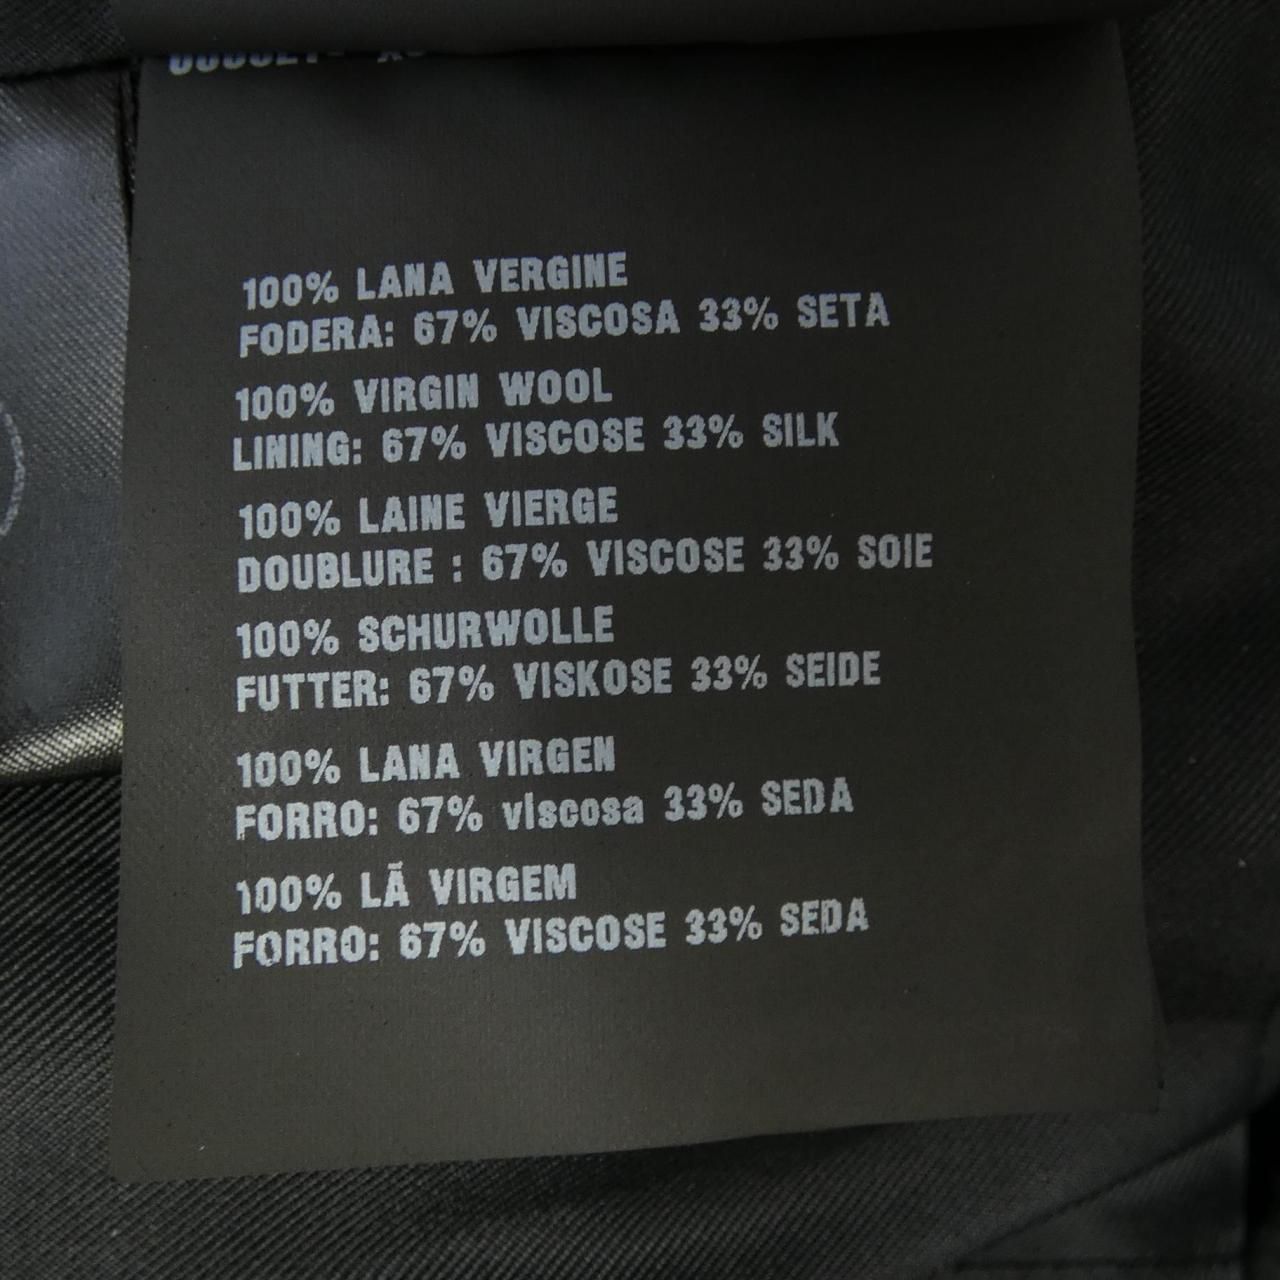 100% LANA VERGINE
FODERA: 67% VISCOSA 33% SETA
100% VIRGIN WOOL
LINING: 67% VISCOSE 33% SILK
100% LAINE VIERGE
DOUBLURE : 67% VISCOSE 33% SOIE
100% SCHURWOLLE
FUTTER: 67% VISKOSE 33% SEIDE
100% LANA VIRGEN
FORRO: 67% viscosa 33% SEDA
100% LÃ VIRGEM
FORRO: 67% VISCOSE 33% SEDA